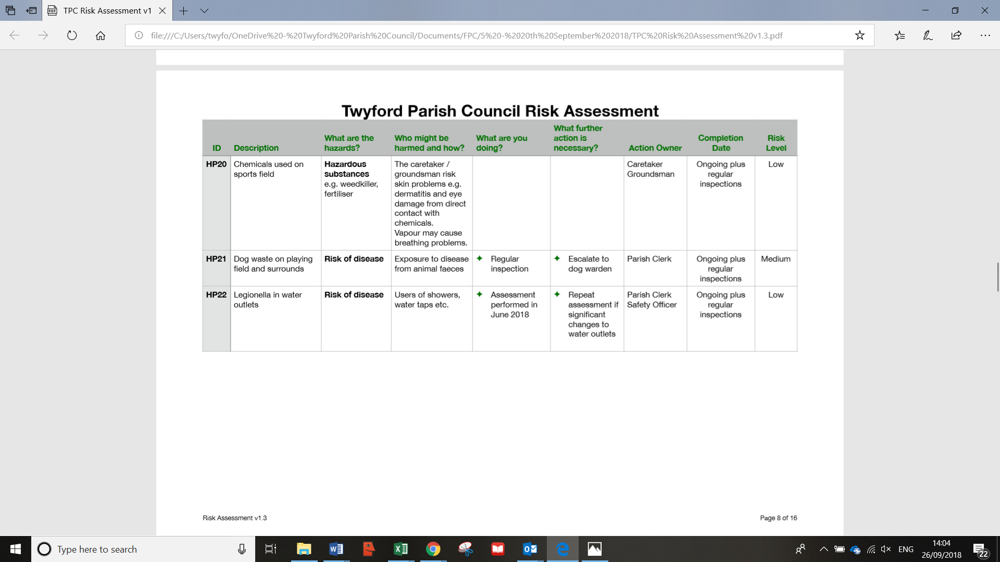 TPC Risk Assessment v1
file:///C:/Users/twyfo/OneDrive%20-%20Twyford%20Parish%20Council/Documents/FPC/5%20-%2020th%20September%202018/TPC%20Risk%20Assessment%20v1.3.pdf
Twyford Parish Council Risk Assessment
ID
Description
What are the
hazards?
Who might be
harmed and how?
What are you
doing?
What further
action is
necessary?
Action Owner
Completion
Date
Risk
Level
HP20
Chemicals used on
sports field
Hazardous
substances
e.g. weedkiller,
fertiliser
The caretaker /
groundsman risk
skin problems e.g.
dermatitis and eye
damage from direct
contact with
chemicals.
Vapour may cause
breathing problems.
Caretaker
Groundsman
Ongoing plus
regular
inspections
Low
HP21
Dog waste on playing
field and surrounds
Risk of disease
Exposure to disease
from animal faeces
✦ Regular
inspection
✦ Escalate to
dog warden
Parish Clerk
Ongoing plus
regular
inspections
Medium
HP22
Legionella in water
outlets
Risk of disease
Users of showers,
water taps etc.
✦ Assessment
performed in
June 2018
✦ Repeat
assessment if
significant
changes to
water outlets
Parish Clerk
Safety Officer
Ongoing plus
regular
inspections
Low
Risk Assessment v1.3
Page 8 of 16
Type here to search
ENG
14:04
26/09/2018
22